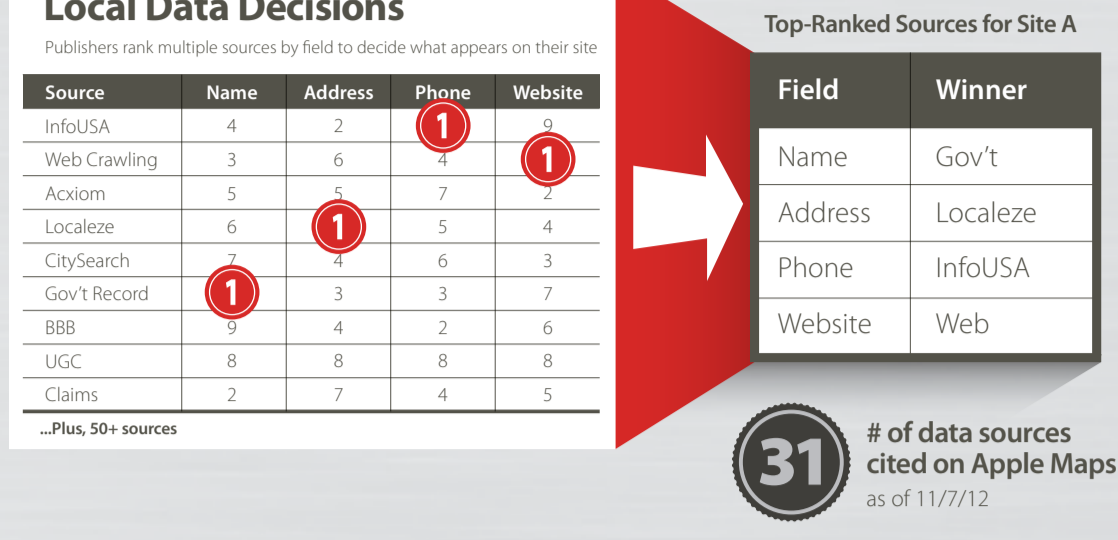 Local Data Decisions
Publishers rank multiple sources by field to decide what appears on their site
Source Name Address Phone Website
InfoUSA 4 2 1 9
Web Crawling 3 6 4 1
Acxiom 5 5 7 2
Localeze 6 1 5 4
CitySearch 7 4 6 3
Gov’t Record 1 3 3 7
BBB 9 4 2 6
UGC 8 8 8 8
Claims 2 7 4 5
...Plus, 50+ sources
Top-Ranked Sources for Site A
Field Winner
Name Gov’t
Address Localeze
Phone InfoUSA
Website Web
31
# of data sources
cited on Apple Maps
as of 11/7/12